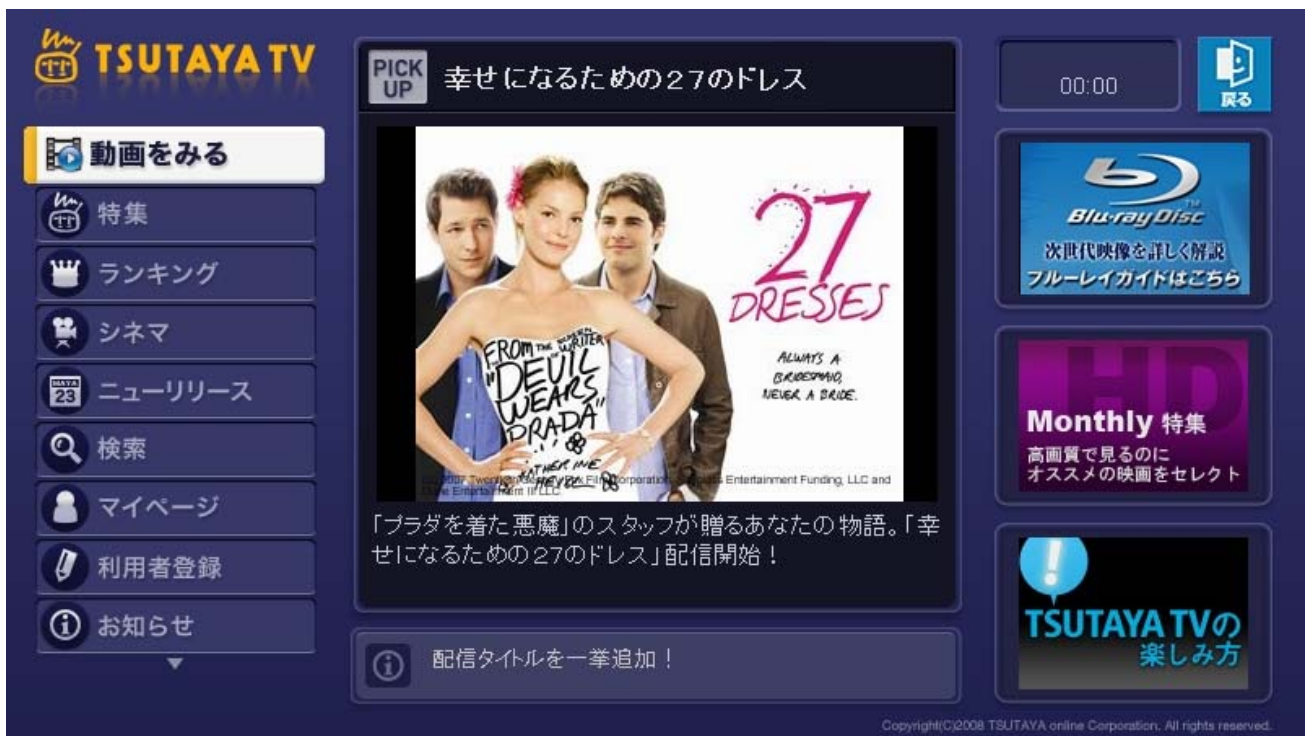 TSUTAYA TV
動画をみる
特集
ランキング
シネマ
ニューリリース
検索
マイページ
利用者登録
お知らせ
PICK UP
幸せになるための27のドレス
27
DRESSES
ALWAYS A
BRIDESMAID,
NEVER A BRIDE.
FROM THE SCREEN
WRITER OF
"DEVIL
WEARS
PRADA"
Entertainment Funding, LLC and
「プラダを着た悪魔」のスタッフが贈るあなたの物語。「幸
せになるための27のドレス」配信開始!
配信タイトルを一挙追加!
00:00
戻る
Blu-ray Disc
TM
次世代映像を詳しく解説
ブルーレイガイドはこちら
HD
Monthly 特集
高画質で見るのに
オススメの映画をセレクト
TSUTAYA TVの
楽しみ方
Copyright(C)2008 TSUTAYA online Corporation. All rights reserved.